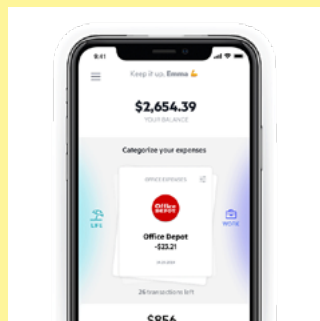 9:41
Keep it up, Emma 💪
$2,654.39
YOUR BALANCE
Categorize your expenses
OFFICE EXPENSES
Office
DEPOT
LIFE
WORK
Office Depot
-$23.21
26 transactions left
$856